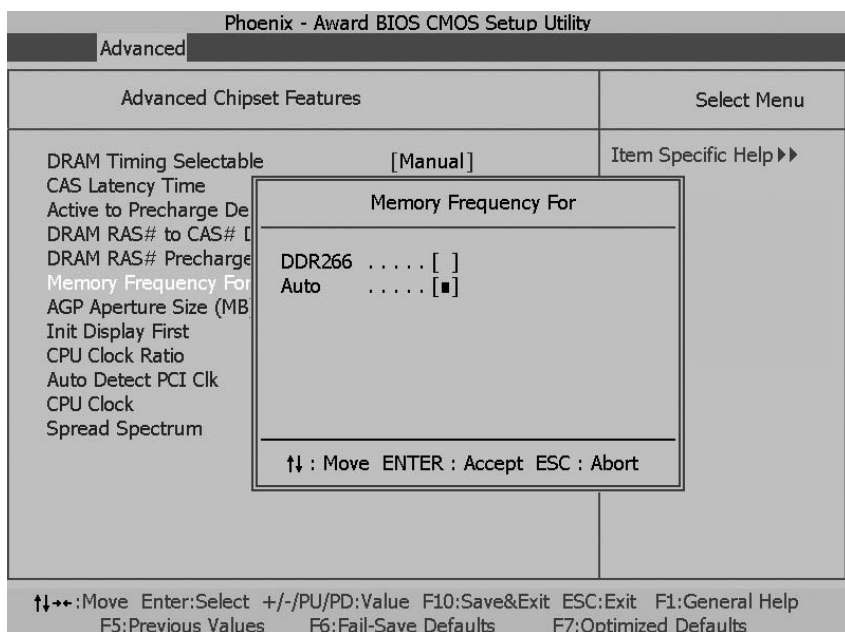 Phoenix - Award BIOS CMOS Setup Utility
Advanced
Advanced Chipset Features
Select Menu
DRAM Timing Selectable [Manual]
Item Specific Help▶▶
CAS Latency Time
Active to Precharge De
DRAM RAS# to CAS#
DRAM RAS# Precharge
Memory Frequency For
AGP Aperture Size (MB
Init Display First
CPU Clock Ratio
Auto Detect PCI Clk
CPU Clock
Spread Spectrum
Memory Frequency For
DDR266 .....[ ]
Auto .....[■]
↑↓ : Move ENTER : Accept ESC : Abort
↑↓→←:Move Enter:Select +/-/PU/PD:Value F10:Save&Exit ESC:Exit F1:General Help
F5:Previous Values F6:Fail-Save Defaults F7:Optimized Defaults